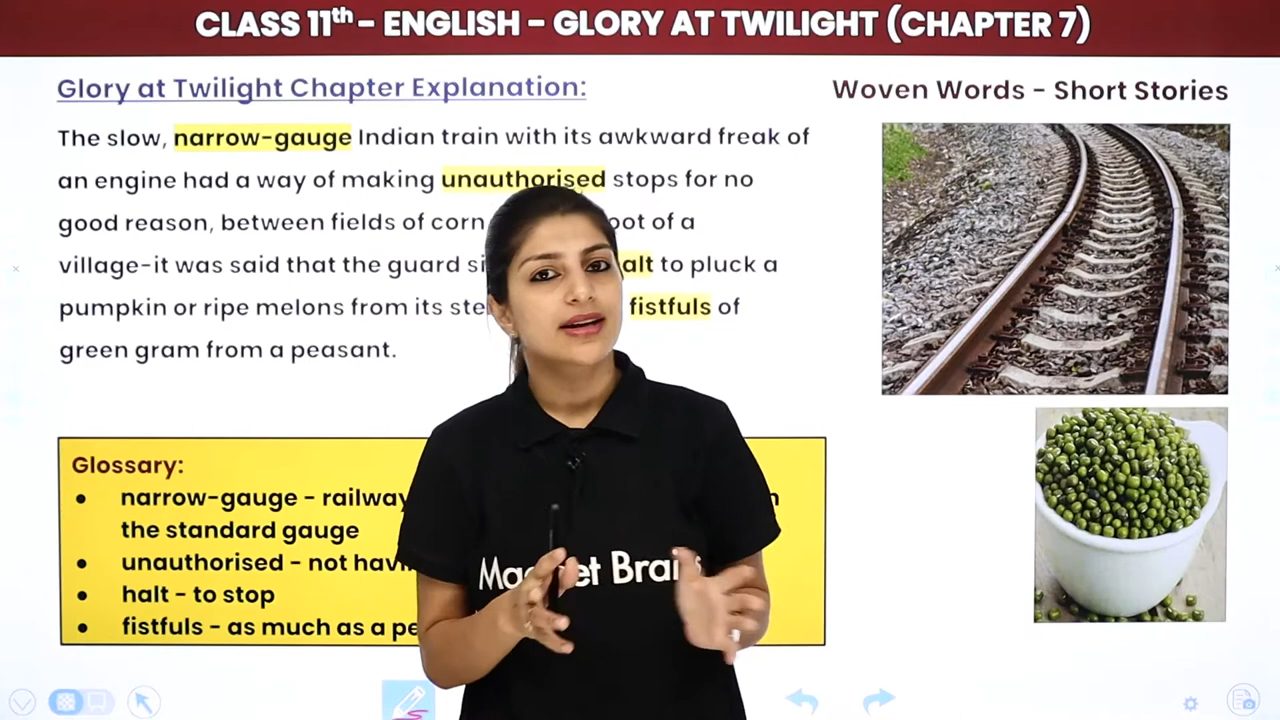 CLASS 11th - ENGLISH - GLORY AT TWILIGHT (CHAPTER 7)
Glory at Twilight Chapter Explanation:
Woven Words - Short Stories
The slow, narrow-gauge Indian train with its awkward freak of
an engine had a way of making unauthorised stops for no
good reason, between fields of corn of a
village-it was said that the guard to pluck a
pumpkin or ripe melons from its fistfuls of
green gram from a peasant.
Glossary:
● narrow-gauge - railway
the standard gauge
● unauthorised - not
● halt - to stop
● fistfuls - as much as a
Magnet Brains